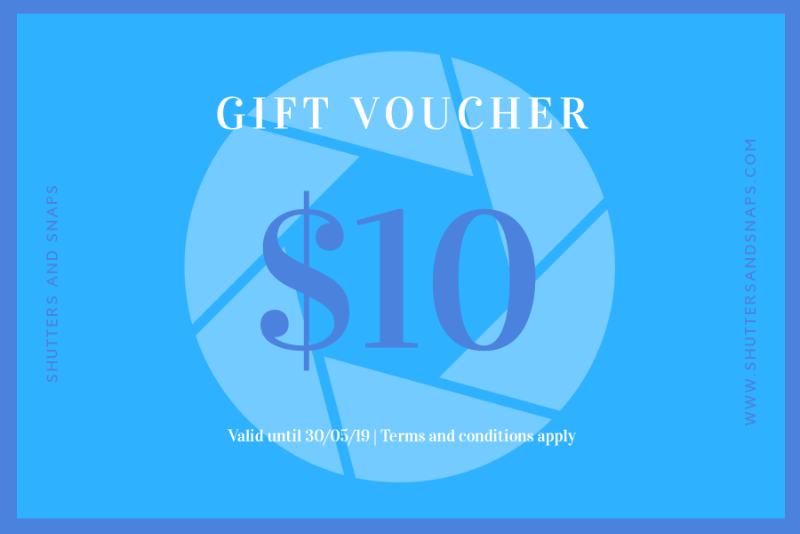 GIFT VOUCHER
SHUTTERS AND SNAPS
$10
WWW.SHUTTERSANDSNAPS.COM
Valid until 30/05/19 | Terms and conditions apply